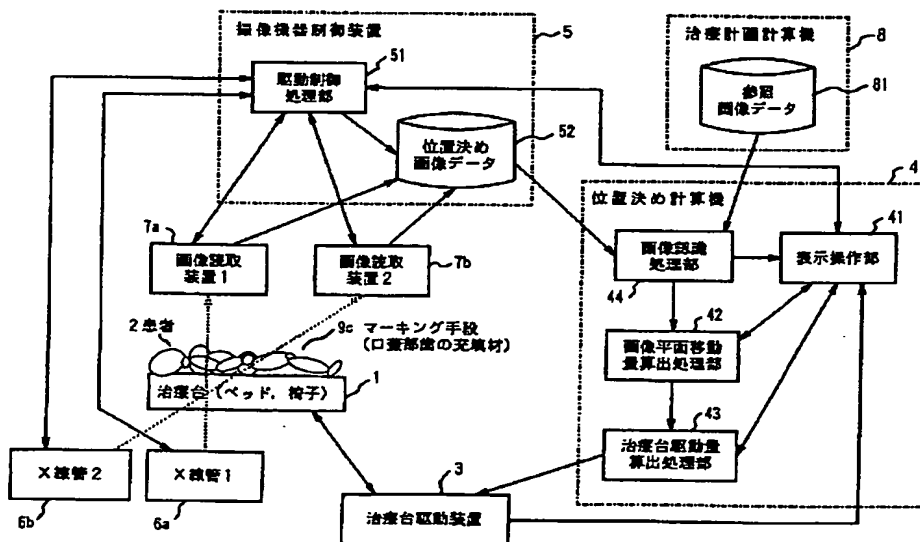 撮像機器制御装置
5
51
駆動制御
処理部
52
位置決め
画像データ
治療計画計算機
8
81
参照
画像データ
4
位置決め計算機
41
表示操作部
画像認識
処理部
44
7a
画像読取
装置1
画像読取
装置2
7b
42
画像平面移動
量算出処理部
2患者
9c マーキング手段
(口蓋部歯の充填材)
治療台(ベッド,椅子)
1
43
治療台駆動量
算出処理部
X線管2
6b
X線管1
6a
3
治療台駆動装置